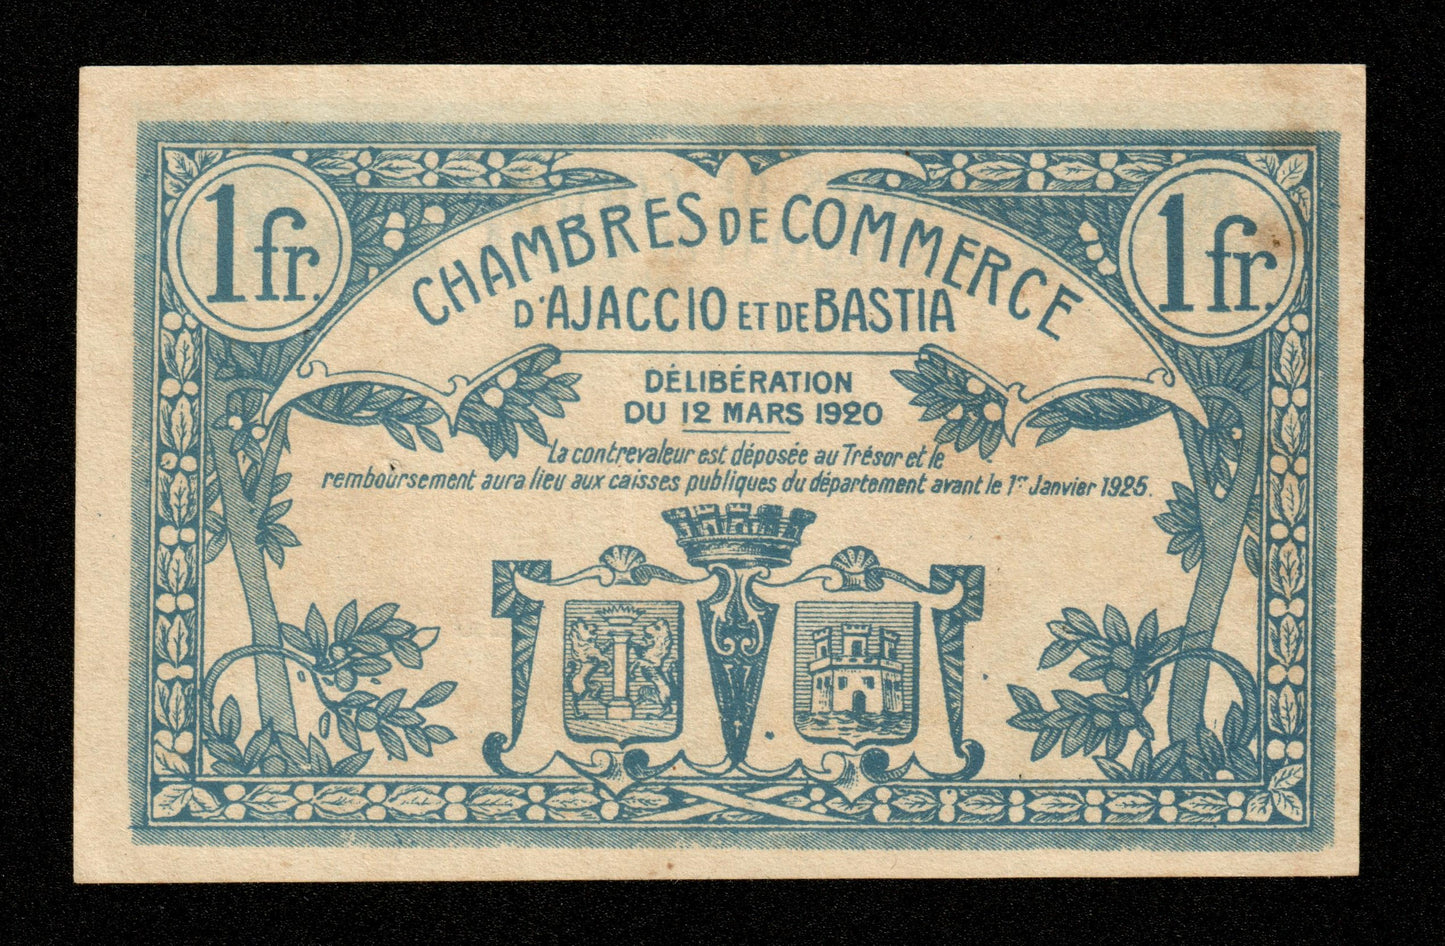 1 fr.
1 fr.
CHAMBRES DE COMMERCE
D'AJACCIO ET DE BASTIA
DÉLIBÉRATION
DU 12 MARS 1920
La contrevaleur est déposée au Trésor et le
remboursement aura lieu aux caisses publiques du département avant le 1er Janvier 1925.